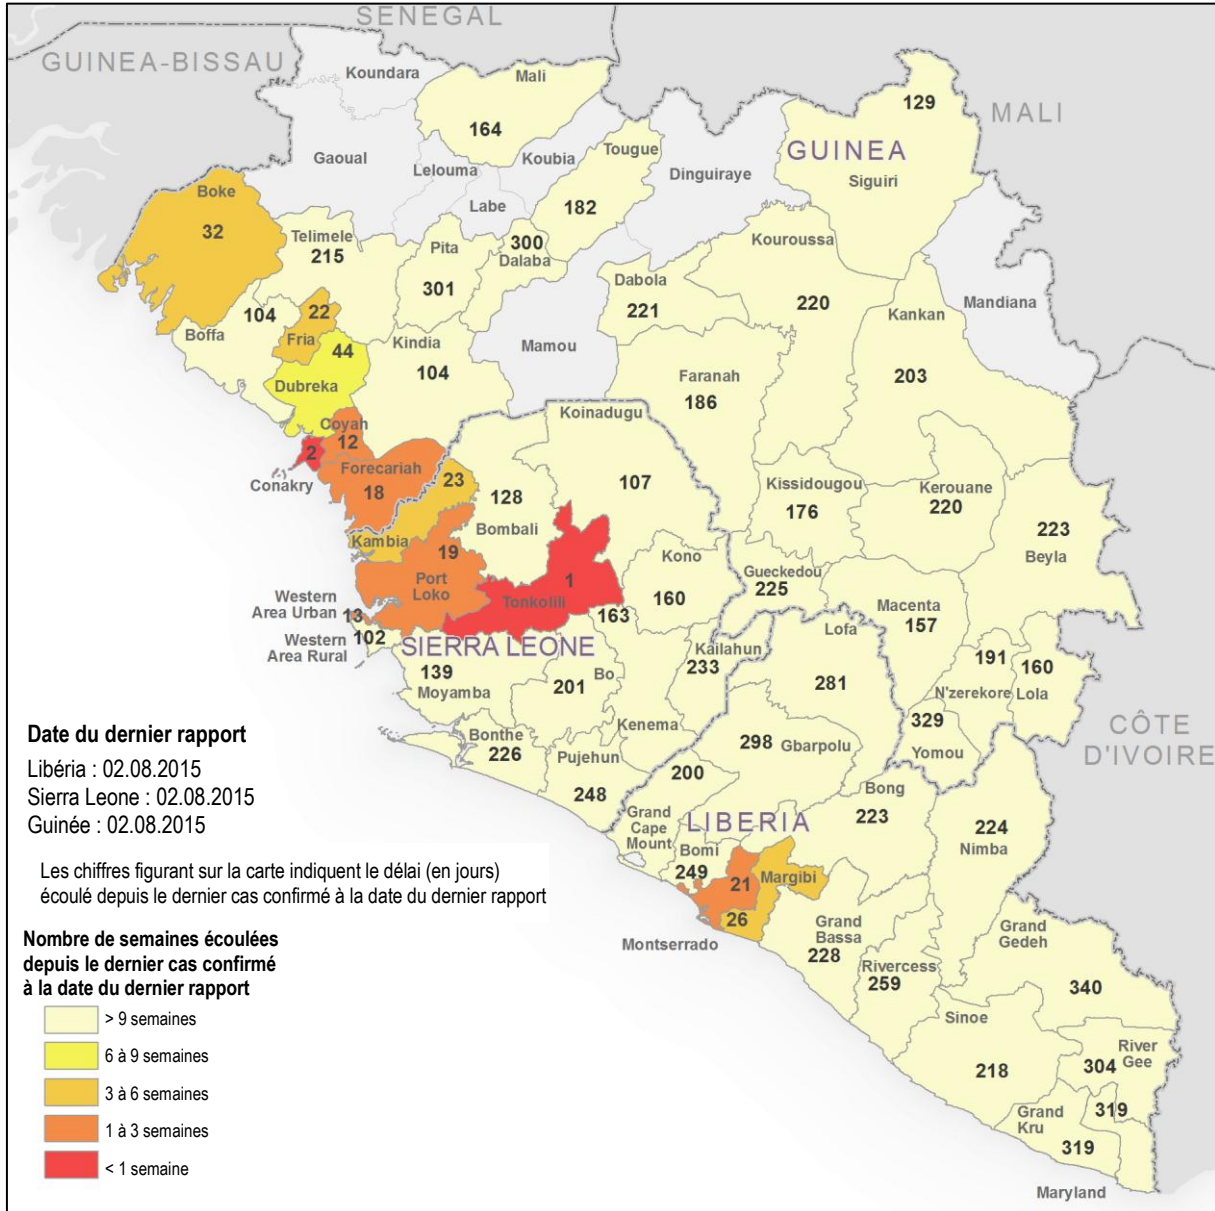 SENEGAL
GUINEA-BISSAU
Koundara
Mali
129
MALI
164
Gaoual
Lelouma
Koubia
Tougue
GUINEA
Dinguiraye
Siguiri
Boke
Labe
182
32
Telimele
215
Pita
300
Dalaba
Kouroussa
301
Dabola
221
220
Mandiana
104
22
Kankan
Boffa
Fria
44
Kindia
Mamou
104
Faranah
203
Dubreka
186
Koinadugu
Coyah
12
2
Forecariah
Conakry
18
23
128
107
Kissidougou
176
Kerouane
220
Bombali
223
Beyla
Kambia
19
Kono
Port
Loko
1
Gueckedou
225
Western
Area Urban
13
Tonkolili
163
160
Macenta
157
102
Western
Area Rural
SIERRA LEONE
Kailahun
233
Lofa
139
Moyamba
201
Bo
281
191
160
N'zerekore
Lola
329
Yomou
Kenema
Bonthe
226
Pujehun
248
298
Gbarpolu
CÔTE
D'IVOIRE
200
Bong
223
Grand
Cape
Mount
LIBERIA
224
Nimba
Bomi
249
21
Margibi
26
Montserrado
Grand
Bassa
228
Rivercess
259
Grand
Gedeh
340
Sinoe
218
River
Gee
304
Grand
Kru
319
319
Maryland
Date du dernier rapport
Libéria : 02.08.2015
Sierra Leone : 02.08.2015
Guinée : 02.08.2015
Les chiffres figurant sur la carte indiquent le délai (en jours)
écoulé depuis le dernier cas confirmé à la date du dernier rapport
Nombre de semaines écoulées
depuis le dernier cas confirmé
à la date du dernier rapport
> 9 semaines
6 à 9 semaines
3 à 6 semaines
1 à 3 semaines
< 1 semaine